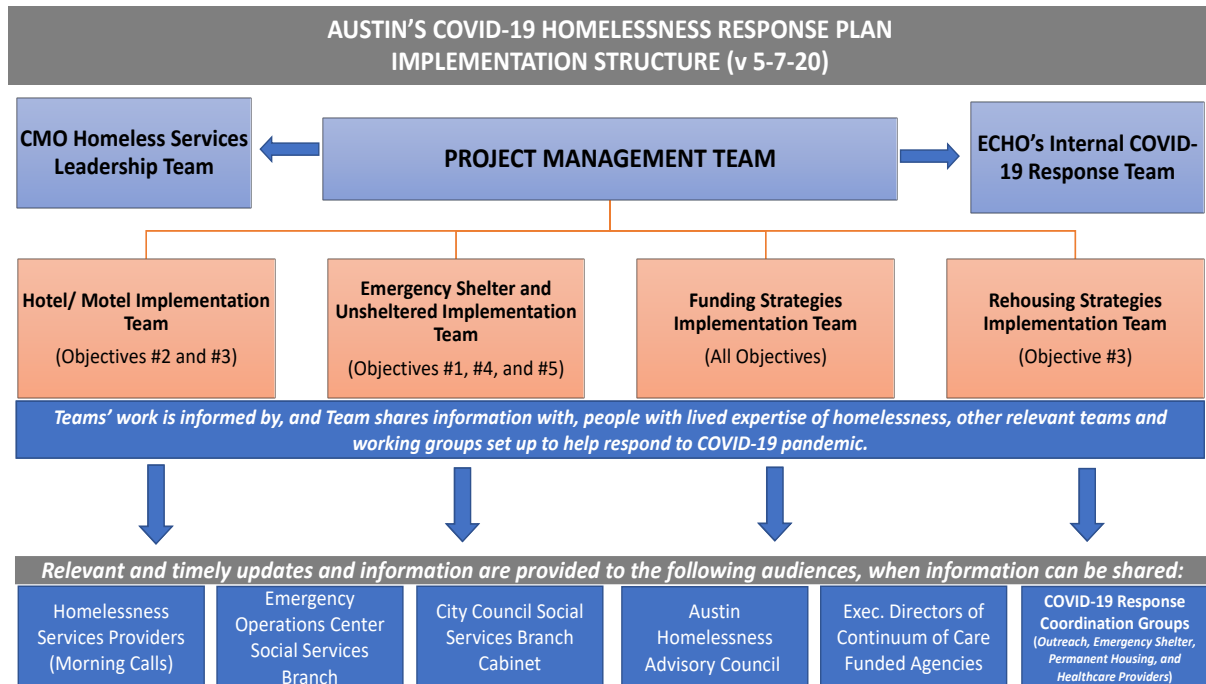 AUSTIN'S COVID-19 HOMELESSNESS RESPONSE PLAN
IMPLEMENTATION STRUCTURE (v 5-7-20)
CMO Homeless Services
Leadership Team
PROJECT MANAGEMENT TEAM
ECHO's Internal COVID-
19 Response Team
Hotel/ Motel Implementation
Team
(Objectives #2 and #3)
Emergency Shelter and
Unsheltered Implementation
Team
(Objectives #1, #4, and #5)
Funding Strategies
Implementation Team
(All Objectives)
Rehousing Strategies
Implementation Team
(Objective #3)
Teams' work is informed by, and Team shares information with, people with lived expertise of homelessness, other relevant teams and
working groups set up to help respond to COVID-19 pandemic.
Relevant and timely updates and information are provided to the following audiences, when information can be shared:
Homelessness
Services Providers
(Morning Calls)
Emergency
Operations Center
Social Services
Branch
City Council Social
Services Branch
Cabinet
Austin
Homelessness
Advisory Council
Exec. Directors of
Continuum of Care
Funded Agencies
COVID-19 Response
Coordination Groups
(Outreach, Emergency Shelter,
Permanent Housing, and
Healthcare Providers)